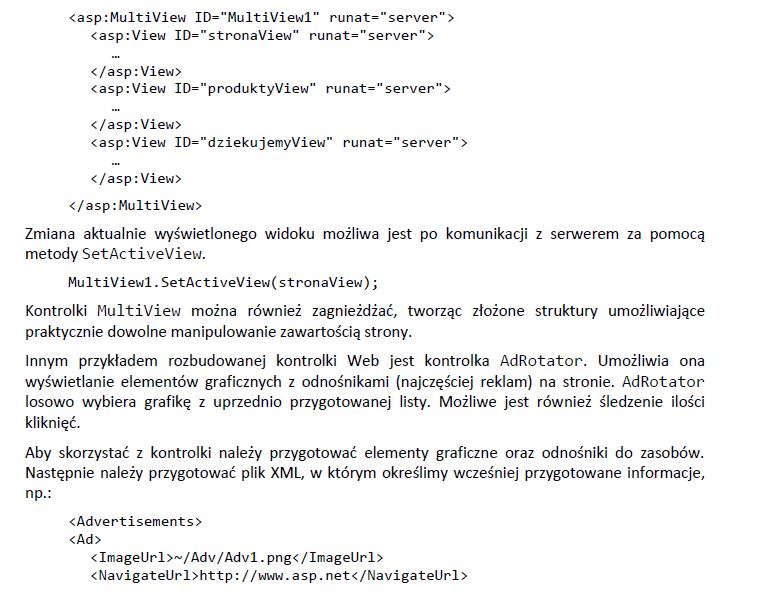 <asp:MultiView ID="MultiView1" runat="server">
<asp:View ID="stronaView" runat="server">
…
</asp:View>
<asp:View ID="produktyView" runat="server">
…
</asp:View>
<asp:View ID="dziekujemyView" runat="server">
…
</asp:View>
</asp:MultiView>
Zmiana aktualnie wyświetlonego widoku możliwa jest po komunikacji z serwerem za pomocą
metody SetActiveView.
MultiView1.SetActiveView(stronaView);
Kontrolki MultiView można również zagnieżdżać, tworząc złożone struktury umożliwiające
praktycznie dowolne manipulowanie zawartością strony.
Innym przykładem rozbudowanej kontrolki Web jest kontrolka AdRotator. Umożliwia ona
wyświetlanie elementów graficznych z odnośnikami (najczęściej reklam) na stronie. AdRotator
losowo wybiera grafikę z uprzednio przygotowanej listy. Możliwe jest również śledzenie ilości
kliknięć.
Aby skorzystać z kontrolki należy przygotować elementy graficzne oraz odnośniki do zasobów.
Następnie należy przygotować plik XML, w którym określimy wcześniej przygotowane informacje,
np.:
<Advertisements>
<Ad>
<ImageUrl>~/Adv/Adv1.png</ImageUrl>
<NavigateUrl>http://www.asp.net</NavigateUrl>